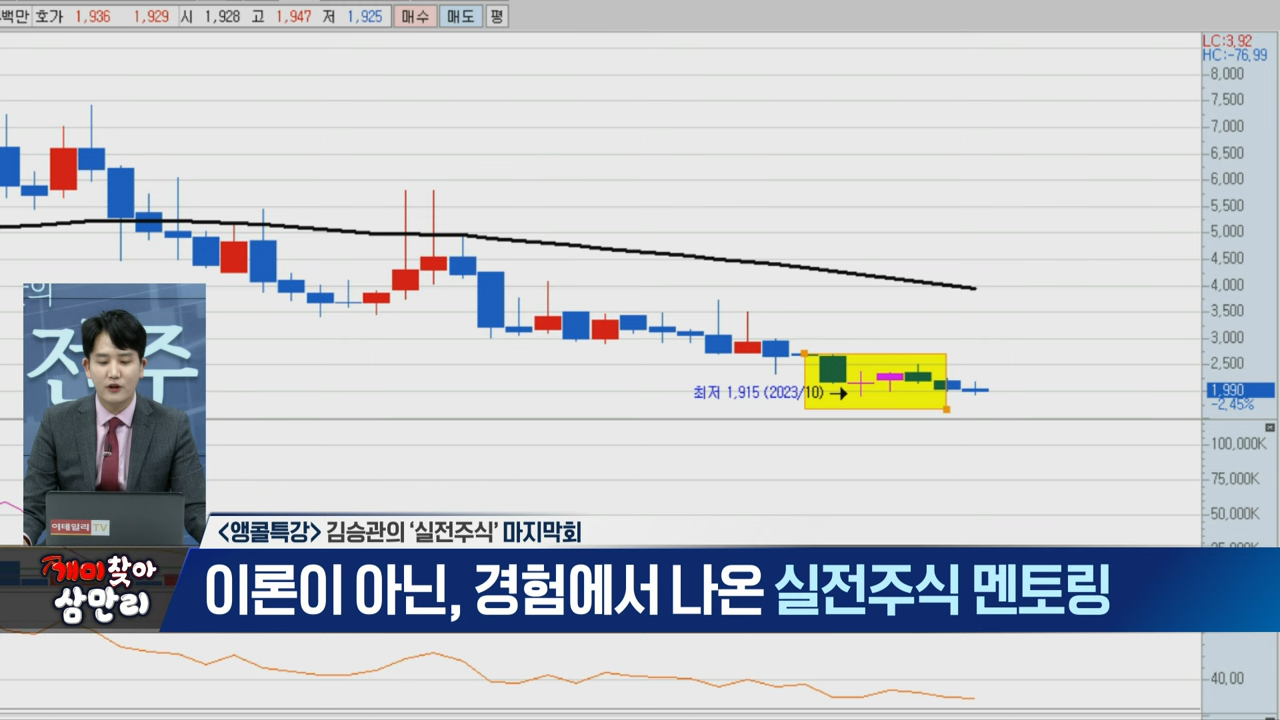 백만 호가 1,936 1,929 시 1,928 고 1,947 저 1,925 매수 매도 평
LC:3,92
HC:-76,99
8,000
7,500
7,000
6,500
6,000
5,500
5,000
4,500
4,000
3,500
3,000
2,500
1,990
-2,45%
최저 1,915 (2023/10)
100,000K
75,000K
50,000K
의
전주
이데일리 TV
<앵콜특강> 김승관의 ‘실전주식’ 마지막회
개미찾아
삼만리
이론이 아닌, 경험에서 나온 실전주식 멘토링
40,00